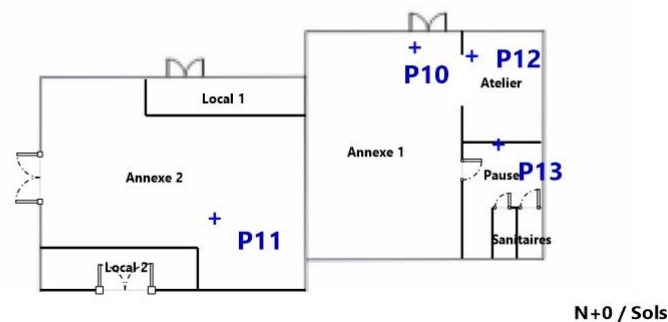 P10
P12
Atelier
Local 1
Annexe 1
Annexe 2
Pause
P13
P11
Sanitaires
Local 2
N+0 / Sols